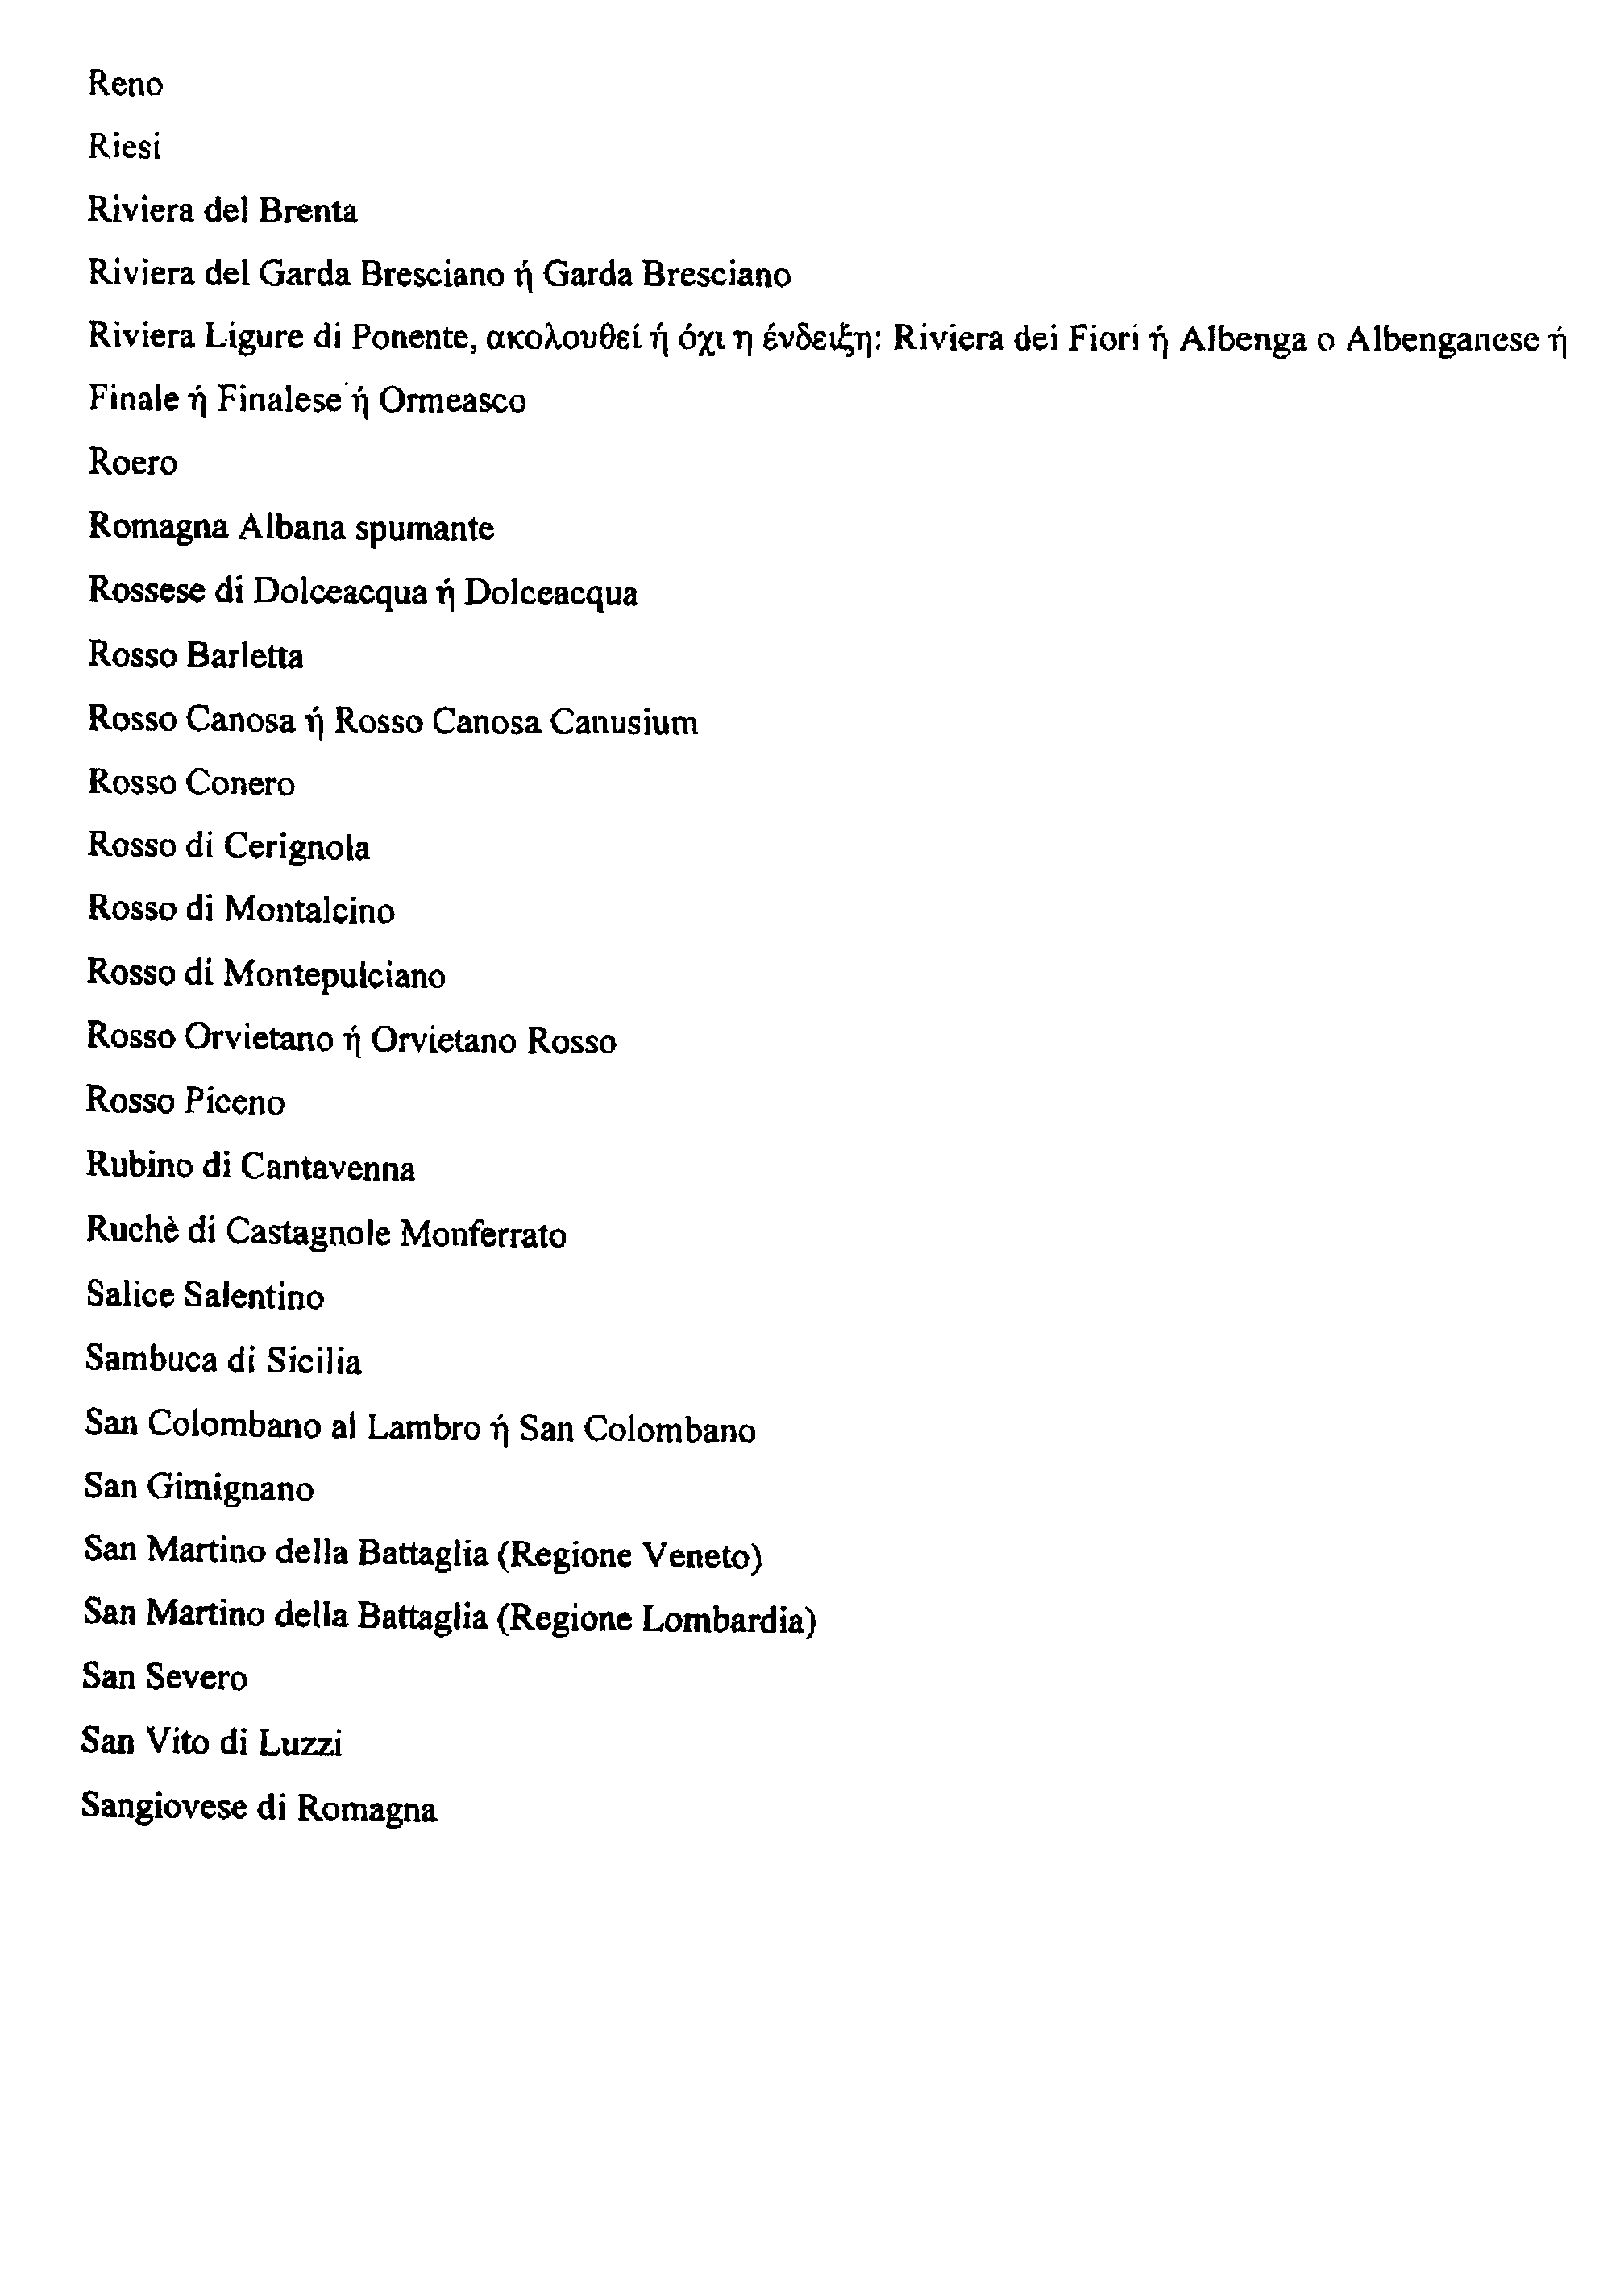 Reno
Riesi
Riviera del Brenta
Riviera del Garda Bresciano ή Garda Bresciano
Riviera Ligure di Ponente, ακολουθεί ή όχι η ένδειξη: Riviera dei Fiori ή Albenga o Albenganese ή
Finale ή Finalese ή Ormeasco
Roero
Romagna Albana spumante
Rossese di Dolceacqua ή Dolceacqua
Rosso Barletta
Rosso Canosa ή Rosso Canosa Canusium
Rosso Conero
Rosso di Cerignola
Rosso di Montalcino
Rosso di Montepulciano
Rosso Orvietano ή Orvietano Rosso
Rosso Piceno
Rubino di Cantavenna
Ruchè di Castagnole Monferrato
Salice Salentino
Sambuca di Sicilia
San Colombano al Lambro ή San Colombano
San Gimignano
San Martino della Battaglia (Regione Veneto)
San Martino della Battaglia (Regione Lombardia)
San Severo
San Vito di Luzzi
Sangiovese di Romagna